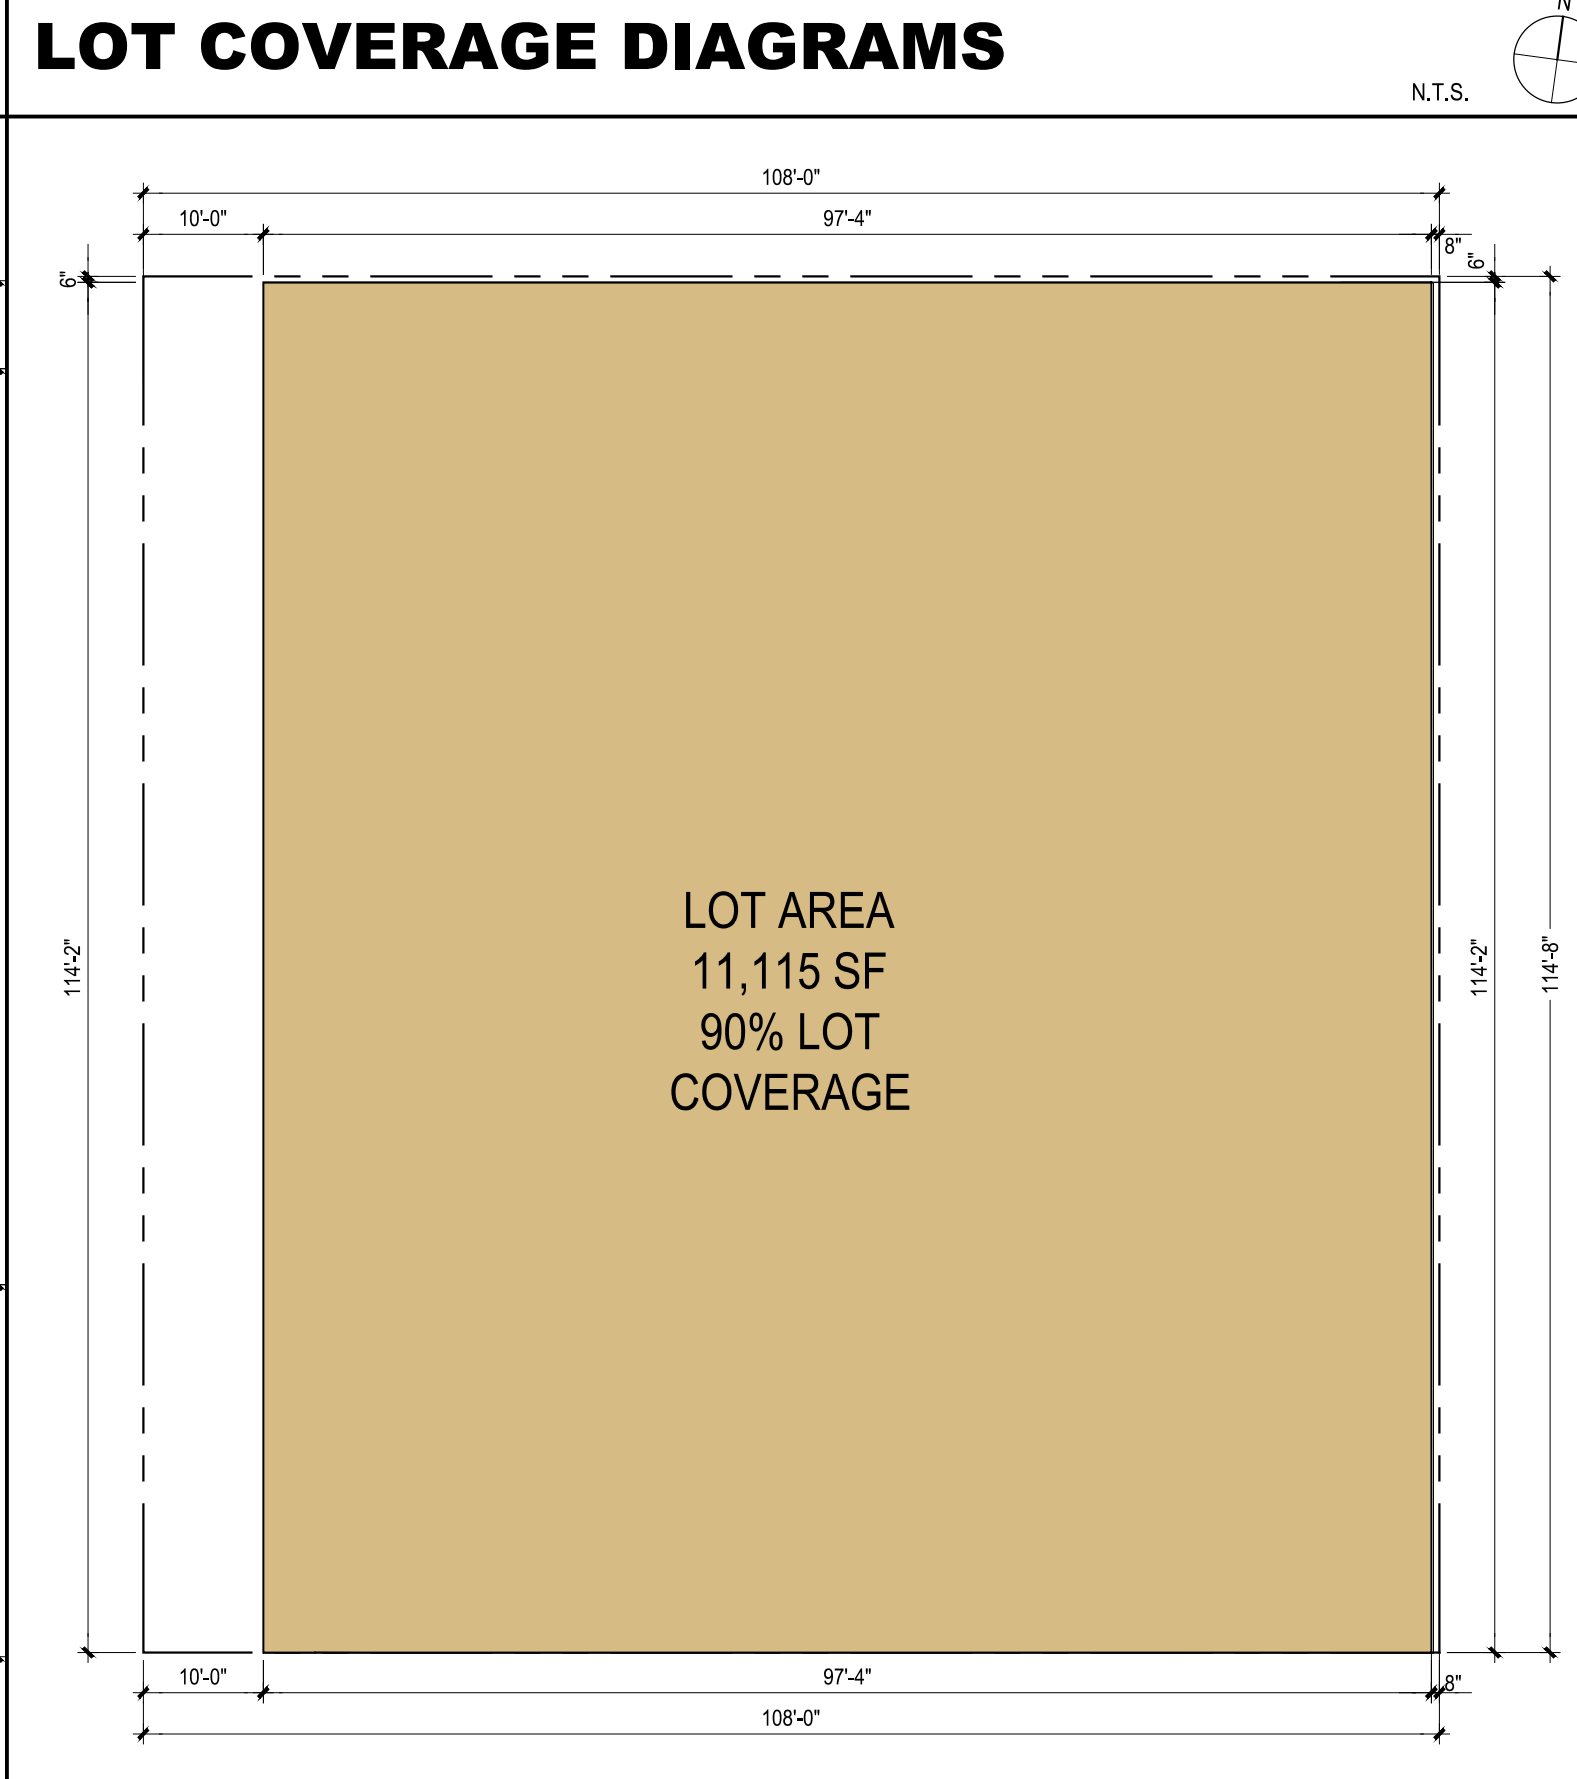 LOT COVERAGE DIAGRAMS
N
N.T.S.
108'-0"
10'-0"
97'-4"
8"
6"
6"
LOT AREA
11,115 SF
90% LOT
COVERAGE
114'-2"
114'-2"
114'-8"
10'-0"
97'-4"
8"
108'-0"